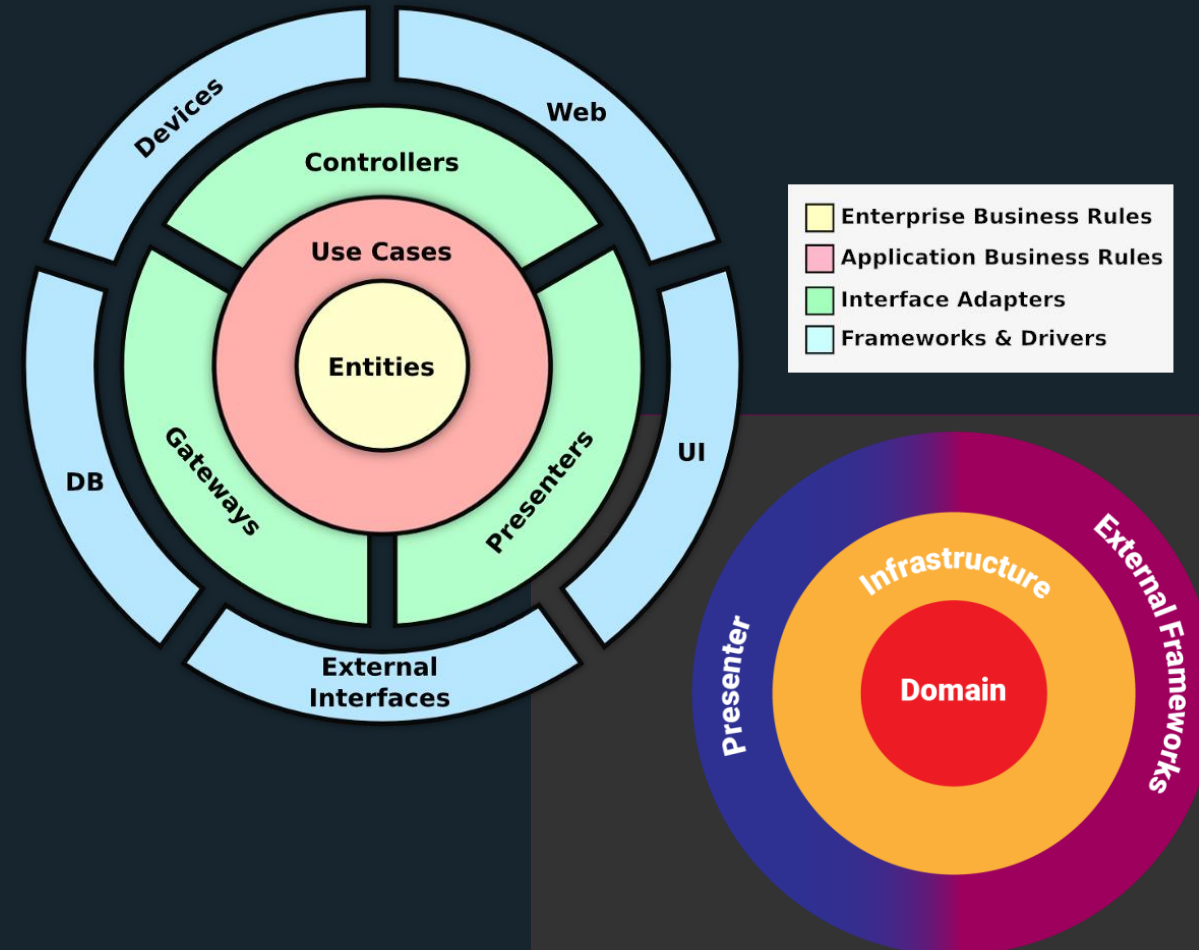 Devices
Web
Controllers
Use Cases
Entities
Gateways
Presenters
DB
UI
External
Interfaces
Enterprise Business Rules
Application Business Rules
Interface Adapters
Frameworks & Drivers
Infrastructure
Domain
Presenter
External Frameworks